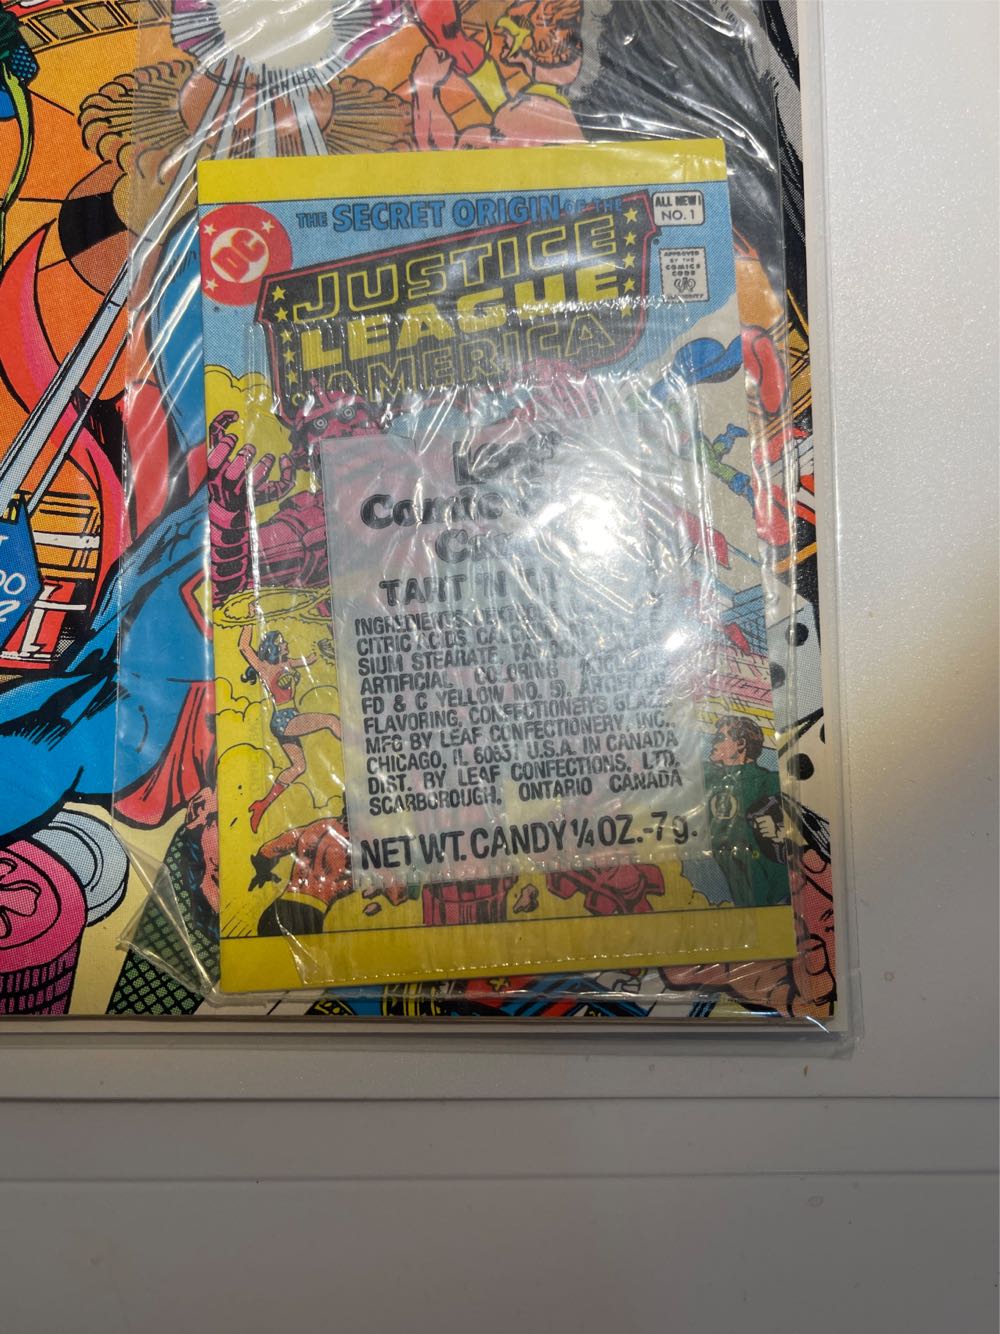 THE SECRET ORIGIN OF THE
ALL NEW!
NO. 1
DC
JUSTICE
LEAGUE
AMERICA
APPROVED
BY THE
COMICS
CODE
Comic
TART N
CITRIC ACIDS
SIUM STEARATE,
ARTIFICIAL COLORING
FD & C YELLOW NO. 5), ARTIFICIAL
FLAVORING, CONFECTIONER'S GLAZE.
MFG BY LEAF CONFECTIONERY, INC.,
CHICAGO, IL 60651 U.S.A. IN CANADA
DIST. BY LEAF CONFECTIONS, LTD.
SCARBOROUGH, ONTARIO CANADA
NET WT. CANDY ¼ OZ.-7g.